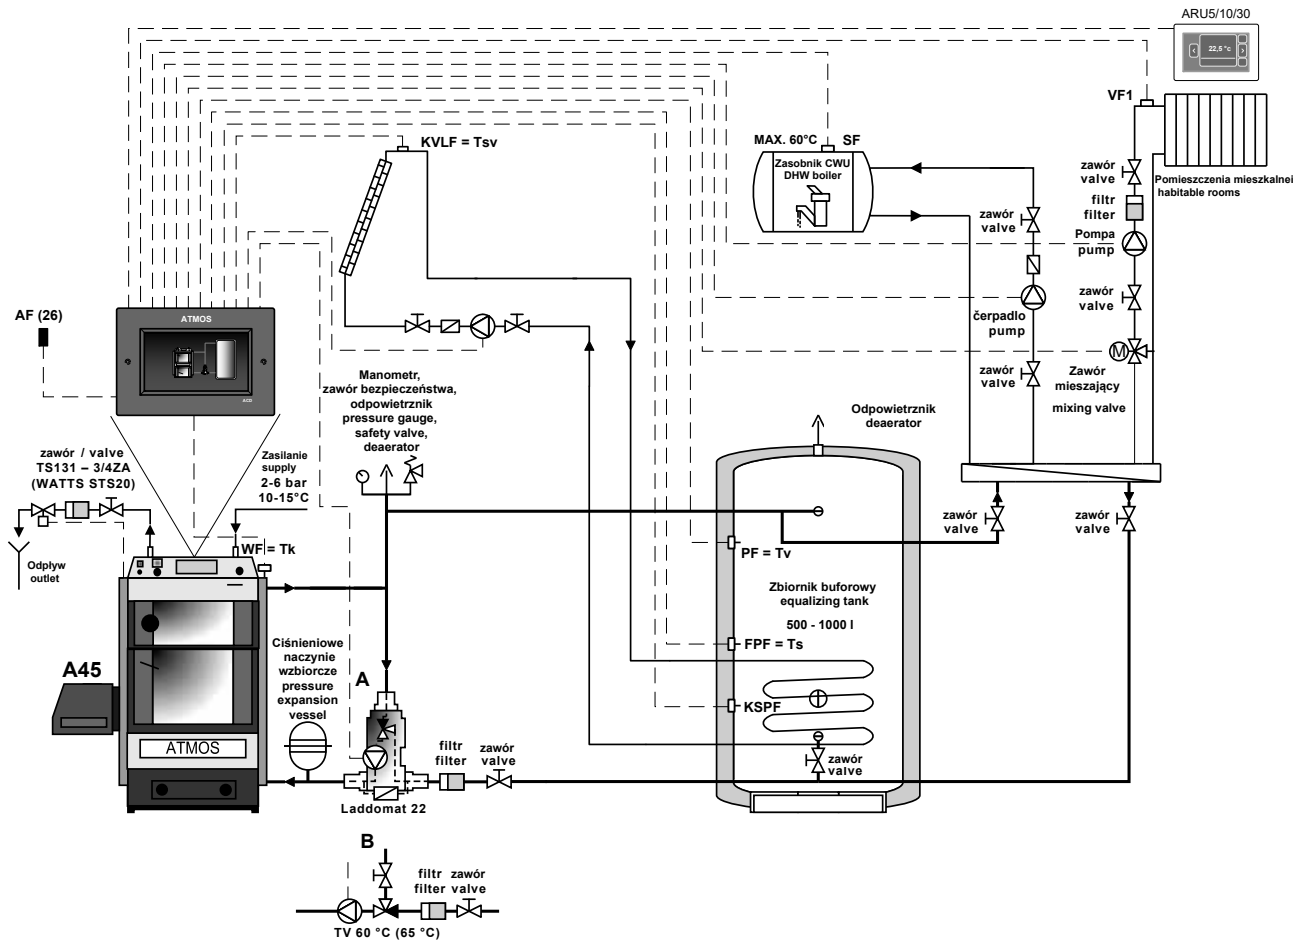 ARU5/10/30
22,5 °c
VF1
KVLF = Tsv
MAX. 60°C
SF
Zasobnik CWU
DHW boiler
zawór
valve
Pomieszczenia mieszkalnei
habitable rooms
filtr
filter
zawór
valve
Pompa
pump
zawór
valve
čerpadlo
pump
M
zawór
valve
Zawór
mieszający
mixing valve
AF (26)
ATMOS
ACD
Manometr,
zawór bezpieczeństwa,
odpowietrznik
pressure gauge,
safety valve,
deaerator
Odpowietrznik
deaerator
zawór / valve
TS131 – 3/4ZA
(WATTS STS20)
Zasilanie
supply
2-6 bar
10-15°C
zawór
valve
zawór
valve
WF = Tk
PF = Tv
Odpływ
outlet
Zbiornik buforowy
equalizing tank
500 - 1000 l
FPF = Ts
Ciśnieniowe
naczynie
wzbiorcze
pressure
expansion
vessel
A45
A
KSPF
ATMOS
filtr
filter
zawór
valve
zawór
valve
Laddomat 22
B
filtr zawór
filter valve
TV 60 °C (65 °C)